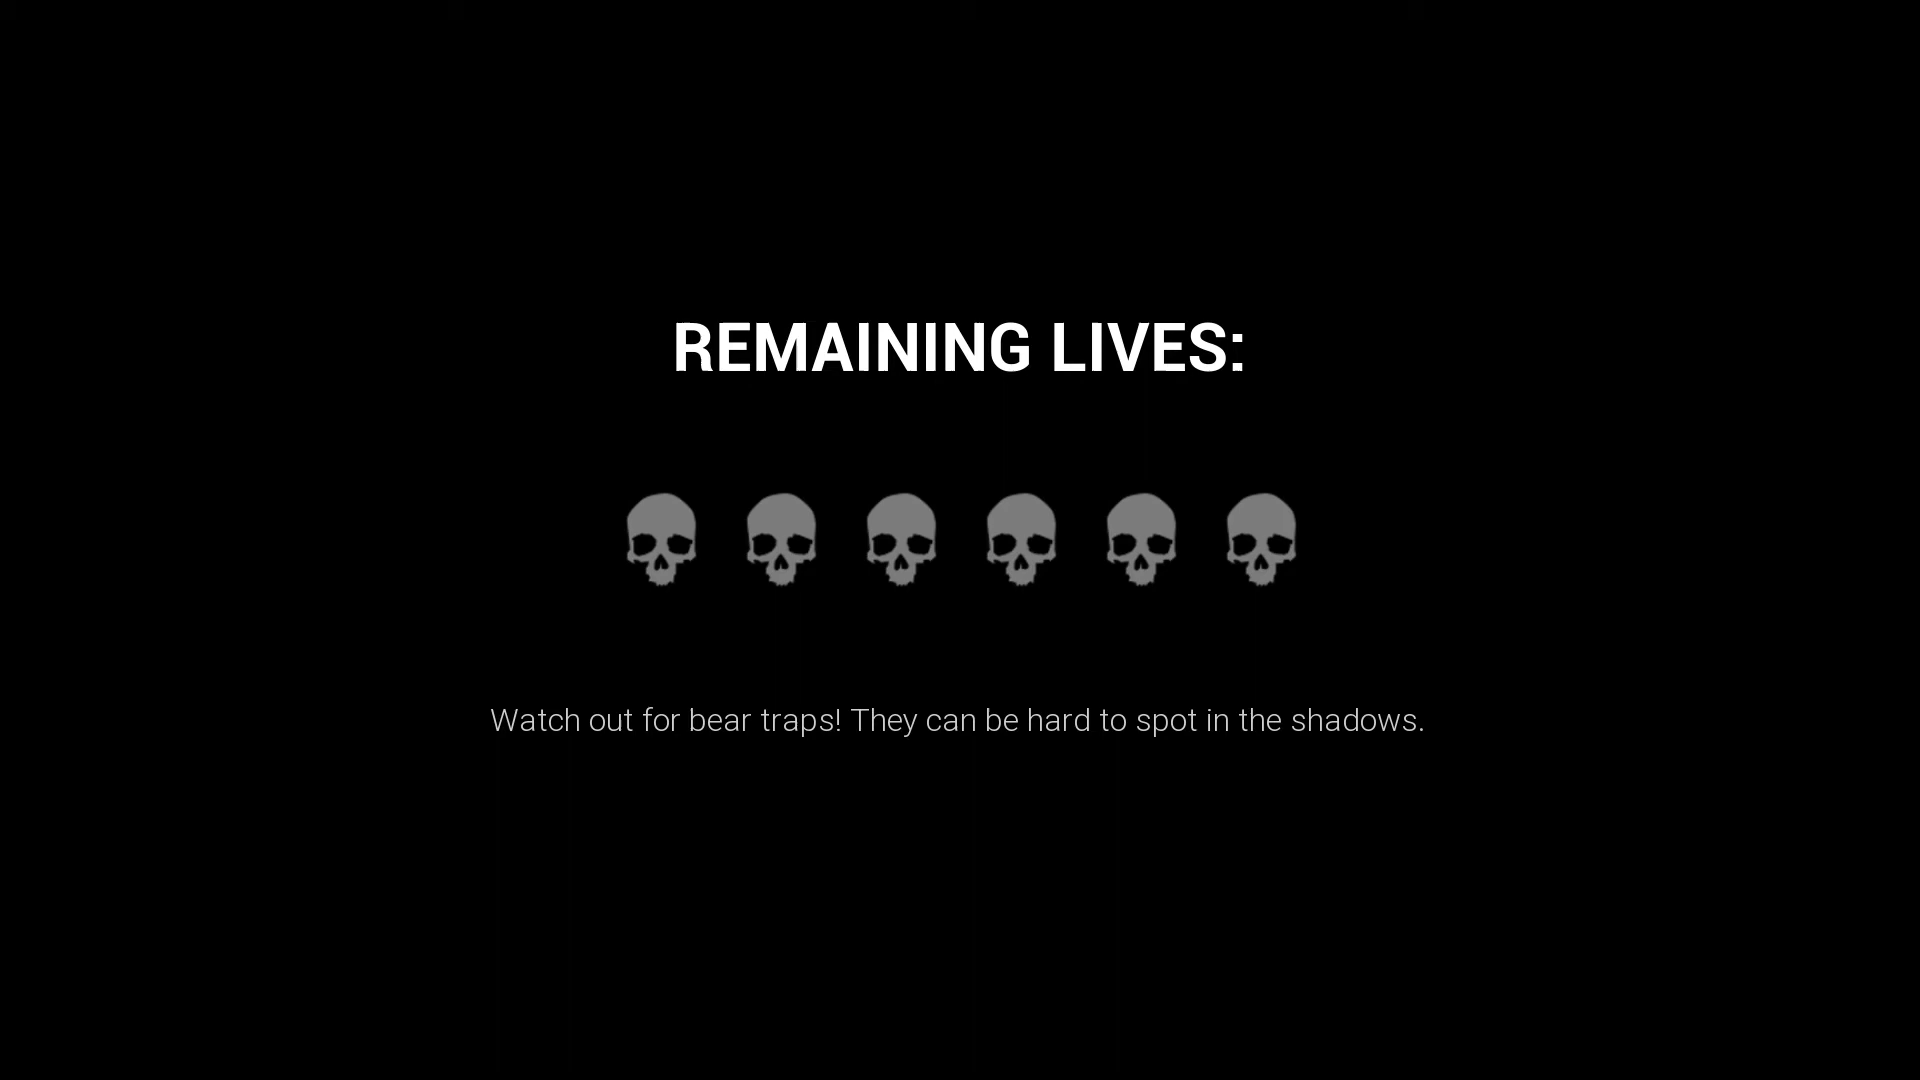 REMAINING LIVES:
Watch out for bear traps! They can be hard to spot in the shadows.